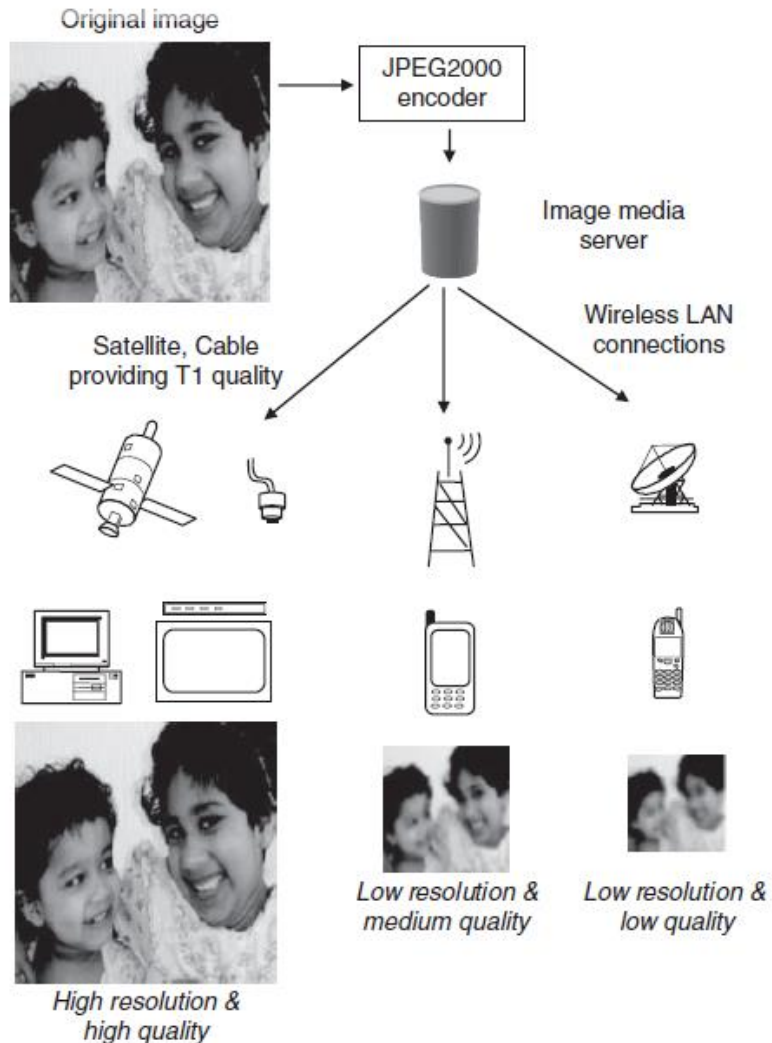 Original image
JPEG2000
encoder
Image media
server
Wireless LAN
connections
Satellite, Cable
providing T1 quality
Low resolution &
medium quality
Low resolution &
low quality
High resolution &
high quality